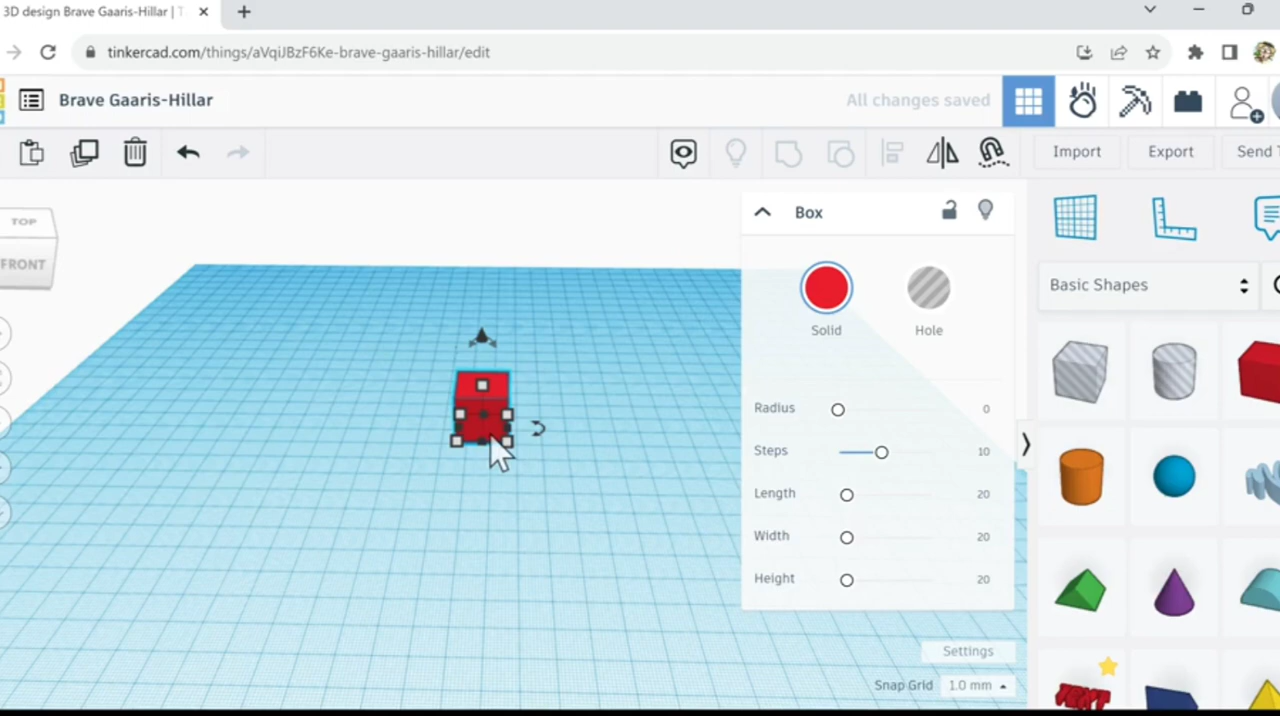 3D design Brave Gaaris-Hillar | T
tinkercad.com/things/aVqiJBzF6Ke-brave-gaaris-hillar/edit
Brave Gaaris-Hillar
All changes saved
Import
Export
Send T
TOP
FRONT
Box
Solid
Hole
Radius 0
Steps 10
Length 20
Width 20
Height 20
Basic Shapes
TEXT
Settings
Snap Grid 1.0 mm